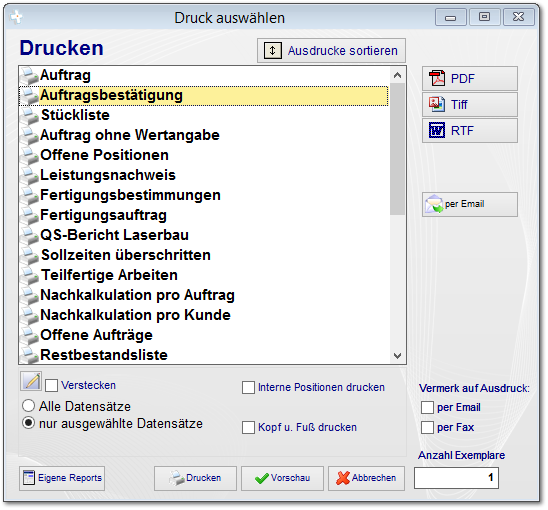 Druck auswählen
Drucken
Ausdrucke sortieren
Auftrag
Auftragsbestätigung
Stückliste
Auftrag ohne Wertangabe
Offene Positionen
Leistungsnachweis
Fertigungsbestimmungen
Fertigungsauftrag
QS-Bericht Laserbau
Sollzeiten überschritten
Teilfertige Arbeiten
Nachkalkulation pro Auftrag
Nachkalkulation pro Kunde
Offene Aufträge
Restbestandsliste
PDF
Tiff
RTF
per Email
Verstecken
Alle Datensätze
nur ausgewählte Datensätze
Interne Positionen drucken
Kopf u. Fuß drucken
Vermerk auf Ausdruck:
per Email
per Fax
Anzahl Exemplare
1
Eigene Reports
Drucken
Vorschau
Abbrechen